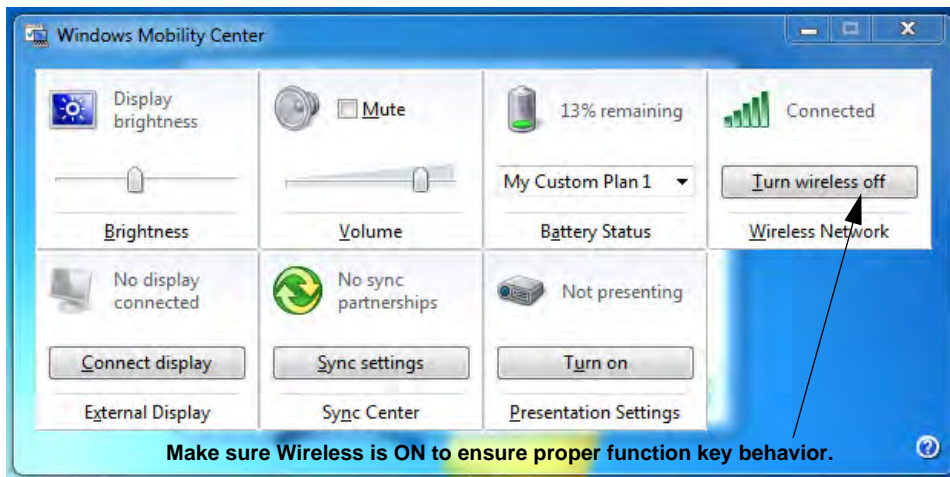 Windows Mobility Center
Display
brightness
Brightness
Mute
Volume
13% remaining
My Custom Plan 1
Battery Status
Connected
Turn wireless off
Wireless Network
No display
connected
Connect display
External Display
No sync
partnerships
Sync settings
Sync Center
Not presenting
Turn on
Presentation Settings
Make sure Wireless is ON to ensure proper function key behavior.